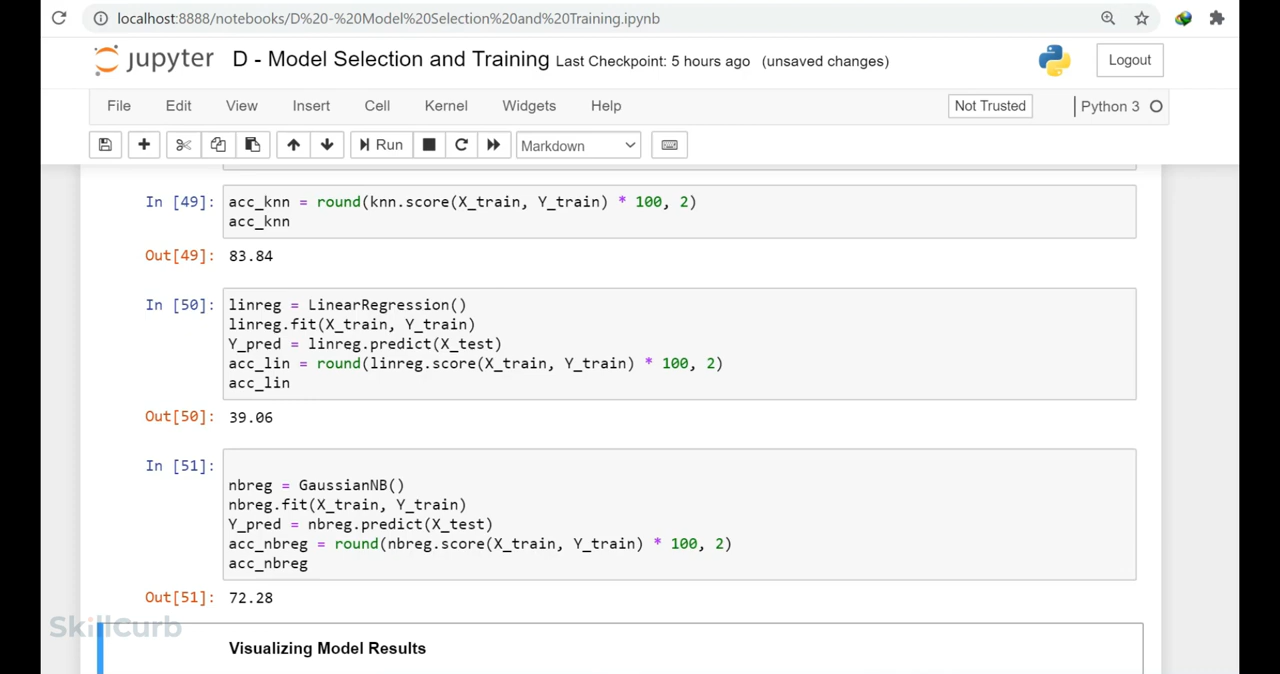 localhost:8888/notebooks/D%20-%20Model%20Selection%20and%20Training.ipynb
jupyter D - Model Selection and Training Last Checkpoint: 5 hours ago (unsaved changes) Logout
File Edit View Insert Cell Kernel Widgets Help Not Trusted Python 3
Run Markdown
In [49]: acc_knn = round(knn.score(X_train, Y_train) * 100, 2)
acc_knn
Out[49]: 83.84
In [50]: linreg = LinearRegression()
linreg.fit(X_train, Y_train)
Y_pred = linreg.predict(X_test)
acc_lin = round(linreg.score(X_train, Y_train) * 100, 2)
acc_lin
Out[50]: 39.06
In [51]:
nbreg = GaussianNB()
nbreg.fit(X_train, Y_train)
Y_pred = nbreg.predict(X_test)
acc_nbreg = round(nbreg.score(X_train, Y_train) * 100, 2)
acc_nbreg
Out[51]: 72.28
SkillCurb
Visualizing Model Results